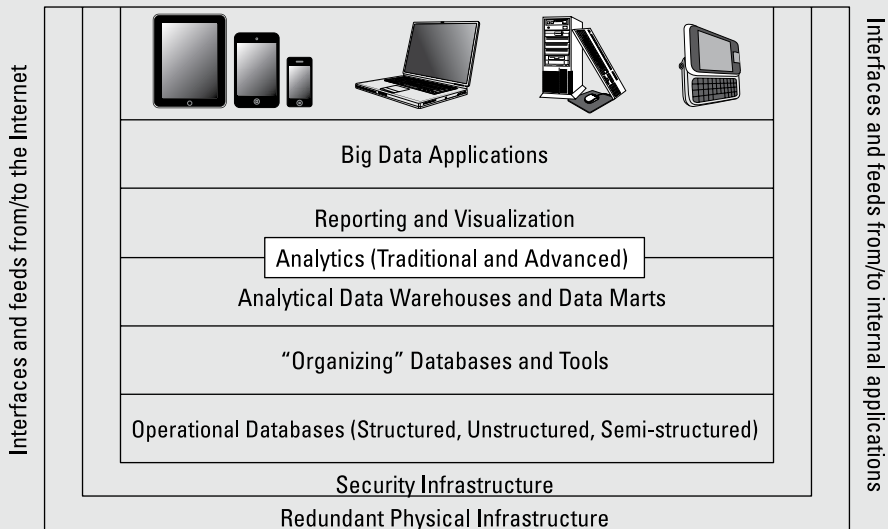 Interfaces and feeds from/to the Internet
Big Data Applications
Reporting and Visualization
Analytics (Traditional and Advanced)
Analytical Data Warehouses and Data Marts
“Organizing” Databases and Tools
Operational Databases (Structured, Unstructured, Semi-structured)
Security Infrastructure
Redundant Physical Infrastructure
Interfaces and feeds from/to internal applications